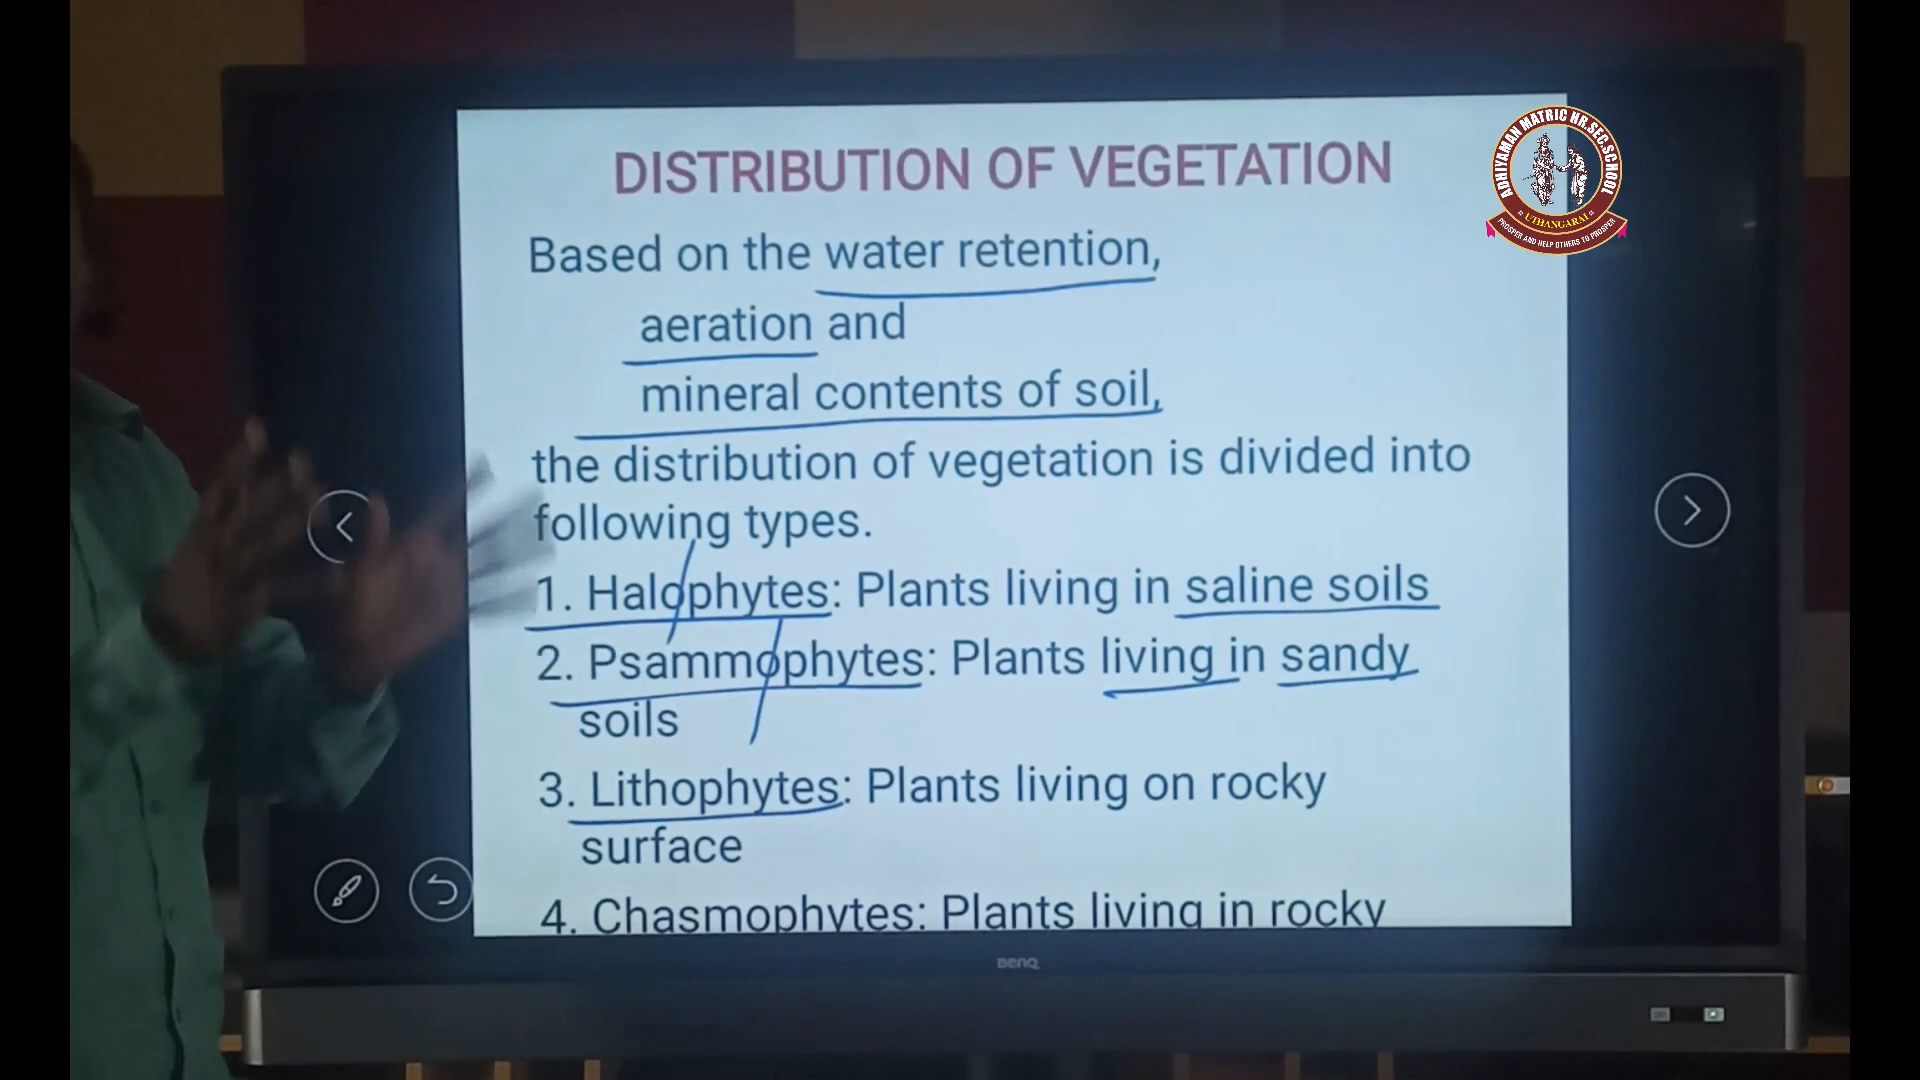 DISTRIBUTION OF VEGETATION
Based on the water retention,
aeration and
mineral contents of soil,
the distribution of vegetation is divided into
following types.
1. Halophytes: Plants living in saline soils
2. Psammophytes: Plants living in sandy
soils
3. Lithophytes: Plants living on rocky
surface
4. Chasmophytes: Plants living in rocky
ADHIYAMAN MATRIC HR.SEC.SCHOOL
UTHANGARAI
PROSPER AND HELP OTHERS TO PROSPER
BenQ